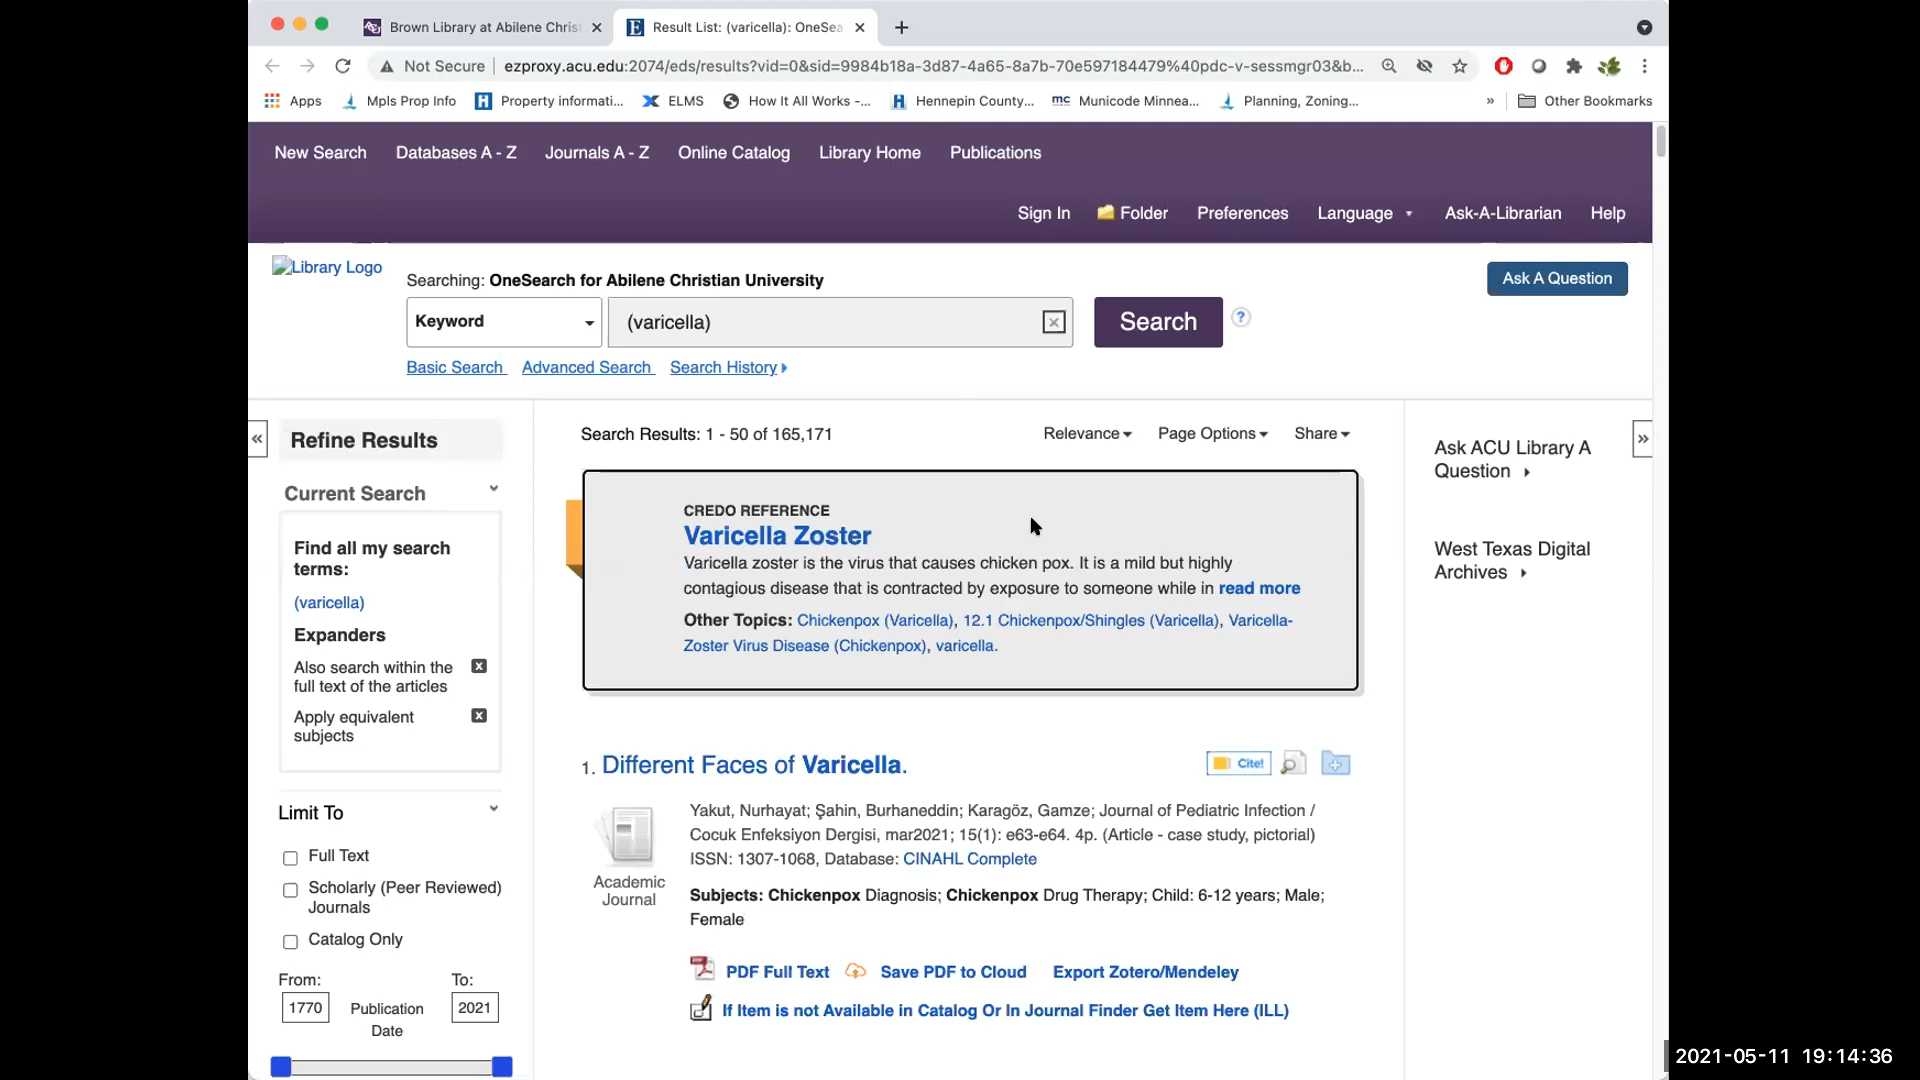 Brown Library at Abilene Christ
Result List: (varicella): OneSea
Not Secure
ezproxy.acu.edu:2074/eds/results?vid=0&sid=9984b18a-3d87-4a65-8a7b-70e597184479%40pdc-v-sessmgr03&b...
Apps
Mpls Prop Info
Property informati...
ELMS
How It All Works -...
Hennepin County...
mc Municode Minnea...
Planning, Zoning...
»
Other Bookmarks
New Search
Databases A - Z
Journals A - Z
Online Catalog
Library Home
Publications
Sign In
Folder
Preferences
Language
Ask-A-Librarian
Help
Library Logo
Searching: OneSearch for Abilene Christian University
Ask A Question
Keyword
(varicella)
Search
?
Basic Search
Advanced Search
Search History
«
Refine Results
Current Search
Find all my search
terms:
(varicella)
Expanders
Also search within the
full text of the articles
Apply equivalent
subjects
Limit To
Full Text
Scholarly (Peer Reviewed)
Journals
Catalog Only
From:
To:
1770
Publication
Date
2021
Search Results: 1 - 50 of 165,171
Relevance
Page Options
Share
CREDO REFERENCE
Varicella Zoster
Varicella zoster is the virus that causes chicken pox. It is a mild but highly
contagious disease that is contracted by exposure to someone while in read more
Other Topics: Chickenpox (Varicella), 12.1 Chickenpox/Shingles (Varicella), Varicella-
Zoster Virus Disease (Chickenpox), varicella.
1. Different Faces of Varicella.
Cite!
Academic
Journal
Yakut, Nurhayat; Şahin, Burhaneddin; Karagöz, Gamze; Journal of Pediatric Infection /
Cocuk Enfeksiyon Dergisi, mar2021; 15(1): e63-e64. 4p. (Article - case study, pictorial)
ISSN: 1307-1068, Database: CINAHL Complete
Subjects: Chickenpox Diagnosis; Chickenpox Drug Therapy; Child: 6-12 years; Male;
Female
PDF Full Text
Save PDF to Cloud
Export Zotero/Mendeley
If Item is not Available in Catalog Or In Journal Finder Get Item Here (ILL)
»
Ask ACU Library A
Question
West Texas Digital
Archives
2021-05-11 19:14:36